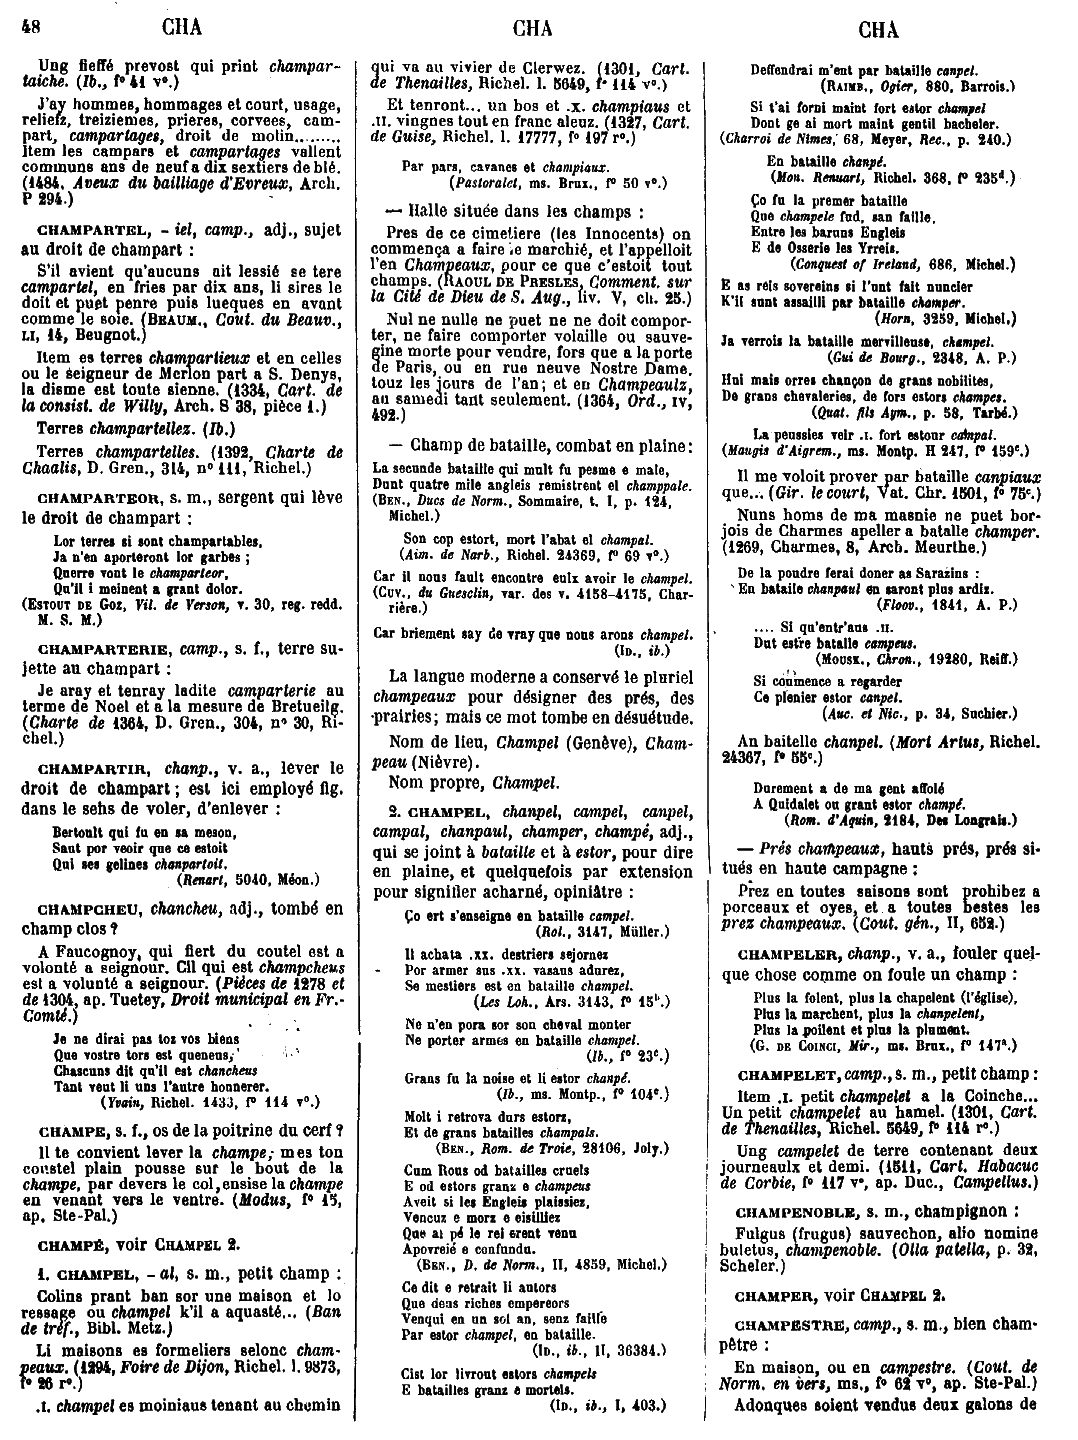 48 CHA CHA CHA
Ung fieffé prevost qui print champar-
taiche. (Ib., f° 41 v°.)
J'ay hommes, hommages et court, usage,
reliefz, treiziemes, prieres, corvees, cam-
part, campartages, droit de molin........
Item les campars et campartages vallent
communs ans de neuf a dix sextiers de blé.
(1484, Aveux du bailliage d'Evreux, Arch.
P 294.)
CHAMPARTEL, - iel, camp., adj., sujet
au droit de champart :
S'il avient qu'aucuns ait lessié se tere
campartel, en fries par dix ans, li sires le
doit et puet penre puis lueques en avant
comme le soie. (BEAUM., Cout. du Beauv.,
LI, 14, Beugnot.)
Item es terres champartieux et en celles
ou le seigneur de Merlon part a S. Denys,
la disme est toute sienne. (1334, Cart. de
la consist. de Willy, Arch. S 38, pièce 1.)
Terres champartellez. (Ib.)
Terres champartelles. (1392, Charte de
Chaalis, D. Gren., 314, n° 111, Richel.)
CHAMPARTEOR, s. m., sergent qui lève
le droit de champart :
Lor terres si sont champartables,
Ja n'en aporteront lor garbes ;
Querre vont le champarteor,
Qu'il i meinent a grant dolor.
(ESTOUT DE GOZ, Vil. de Verson, v. 30, reg. redd.
M. S. M.)
CHAMPARTERIE, camp., s. f., terre su-
jette au champart :
Je aray et tenray ladite camparterie au
terme de Noel et a la mesure de Bretueilg.
(Charte de 1364, D. Gren., 304, n° 30, Ri-
chel.)
CHAMPARTIR, chanp., v. a., lever le
droit de champart ; est ici employé fig.
dans le sens de voler, d'enlever :
Bertoult qui fu en sa meson,
Saut por veoir que ce estoit
Qui ses gelines chanpartoit.
(Renart, 5040, Méon.)
CHAMPCHEU, chancheu, adj., tombé en
champ clos ?
A Faucognoy, qui fiert du coutel est a
volonté a seignour. Cil qui est champcheus
est a volunté a seignour. (Pièces de 1278 et
de 1304, ap. Tuetey, Droit municipal en Fr.-
Comté.)
Je ne dirai pas toz vos biens
Que vostre tors est queneus,
Chascuns dit qu'il est chancheus
Tant veut li uns l'autre honnerer.
(Yvain, Richel. 1433, f° 114 v°.)
CHAMPE, s. f., os de la poitrine du cerf ?
Il te convient lever la champe, mes ton
coustel plain pousse sur le bout de la
champe, par devers le col, ensise la champe
en venant vers le ventre. (Modus, f° 15,
ap. Ste-Pal.)
CHAMPÉ, voir CHAMPEL 2.
1. CHAMPEL, - al, s. m., petit champ :
Colins prant ban sor une maison et lo
ressage ou champel k'il a aquasté... (Ban
de tréf., Bibl. Metz.)
Li maisons es formeliers selonc cham-
peaux. (1294, Foire de Dijon, Richel. l. 9873,
f° 26 r°.)
.I. champel es moiniaus tenant au chemin
qui va au vivier de Clerwez. (1301, Cart.
de Thenailles, Richel. l. 5649, f° 114 v°.)
Et tenront... un bos et .x. champiaus et
.II. vingnes tout en franc aleuz. (1327, Cart.
de Guise, Richel. l. 17777, f° 197 r°.)
Par pars, cavanes et champiaux.
(Pastoralet, ms. Brux., f° 50 v°.)
— Halle située dans les champs :
Pres de ce cimetiere (les Innocents) on
commença a faire le marchié, et l'appelloit
l'en Champeaux, pour ce que c'estoit tout
champs. (RAOUL DE PRESLES, Comment. sur
la Cité de Dieu de S. Aug., liv. V, ch. 25.)
Nul ne nulle ne puet ne ne doit compor-
ter, ne faire comporter volaille ou sauve-
gine morte pour vendre, fors que a la porte
de Paris, ou en rue neuve Nostre Dame,
touz les jours de l'an ; et en Champeaulz,
au samedi tant seulement. (1364, Ord., IV,
492.)
— Champ de bataille, combat en plaine :
La secunde bataille qui mult fu pesme e male,
Dunt quatre mile angleis remistrent el champpale.
(BEN., Ducs de Norm., Sommaire, t. I, p. 124,
Michel.)
Son cop estort, mort l'abat el champal.
(Aim. de Narb., Richel. 24369, f° 69 v°.)
Car il nous fault encontre eulx avoir le champel.
(CUV., du Guesclin, var. des v. 4158-4175, Char-
rière.)
Car briement say de vray que nous arons champel.
(ID., ib.)
La langue moderne a conservé le pluriel
champeaux pour désigner des prés, des
prairies ; mais ce mot tombe en désuétude.
Nom de lieu, Champel (Genève), Cham-
peau (Nièvre).
Nom propre, Champel.
2. CHAMPEL, chanpel, campel, canpel,
campal, chanpaul, champer, champé, adj.,
qui se joint à bataille et à estor, pour dire
en plaine, et quelquefois par extension
pour signifier acharné, opiniâtre :
Ço ert s'enseigne en bataille campel.
(Rol., 3147, Müller.)
Il achata .xx. destriers sejornez
Por armer sus .xx. vasaus adurez,
Se mestiers est en bataille campel.
(Les Loh., Ars. 3143, f° 15ᵇ.)
Ne n'en pora sor son cheval monter
Ne porter armes en bataille champel.
(Ib., f° 23ᶜ.)
Grans fu la noise et li estor chanpé.
(Ib., ms. Montp., f° 104ᶜ.)
Molt i retrova durs estors,
Et de grans batailles champals.
(BEN., Rom. de Troie, 28106, Joly.)
Cum Rous od batailles cruels
E od estors granz e champeus
Aveit si les Engleis plaissiez,
Vencuz e morz e eissilliez
Que al pé le rei erent venu
Apovreié e confundu.
(BEN., D. de Norm., II, 4859, Michel.)
Ce dit e retrait li autors
Que deus riches empereors
Venqui en un sol an, senz faille
Par estor champel, en bataille.
(ID., ib., II, 36384.)
Cist lor livront estors champels
E batailles granz e mortels.
(ID., ib., I, 403.)
Deffendrai m'ent par bataille canpel.
(RAIMB., Ogier, 880, Barrois.)
Si t'ai forni maint fort estor champel
Dont ge ai mort maint gentil bacheler.
(Charroi de Nimes, 68, Meyer, Rec., p. 240.)
En bataille chanpé.
(Mon. Renuart, Richel. 368, f° 235ᵈ.)
Ço fu la premer bataille
Que champele fud, san faille,
Entre les baruns Engleis
E de Osserie les Yrreis.
(Conquest of Ireland, 686, Michel.)
E as reis sovereins si l'unt fait nuncier
K'il sunt assailli par bataille champer.
(Horn, 3259, Michel.)
Ja verrois la bataille mervilleuse, champel.
(Gui de Bourg., 2348, A. P.)
Hui mais orres chançon de grans nobilites,
De grans chevaleries, de fors estors champes.
(Quat. fils Aym., p. 58, Tarbé.)
La peussies veir .I. fort estour campal.
(Maugis d'Aigrem., ms. Montp. H 247, f° 159ᶜ.)
Il me voloit prover par bataille canpiaux
que... (Gir. le court, Vat. Chr. 1501, f° 75ᶜ.)
Nuns homs de ma masnie ne puet bor-
jois de Charmes apeller a batalle champer.
(1269, Charmes, 8, Arch. Meurthe.)
De la poudre ferai doner as Sarazins :
En bataile chanpaul en saront plus ardiz.
(Floov., 1841, A. P.)
.... Si qu'entr'aus .II.
Dut estre batalle campeus.
(MOUSK., Chron., 19280, Reiff.)
Si coumence a regarder
Ce plenier estor canpel.
(Auc. et Nic., p. 34, Suchier.)
An baitelle chanpel. (Mort Artus, Richel.
24367, f° 55ᶜ.)
Durement a de ma gent affolé
A Quidalet ou grant estor champé.
(Rom. d'Aquin, 2184, Des Longrais.)
— Prés champeaux, hauts prés, prés si-
tués en haute campagne :
Prez en toutes saisons sont prohibez a
porceaux et oyes, et a toutes bestes les
prez champeaux. (Cout. gén., II, 652.)
CHAMPELER, chanp., v. a., fouler quel-
que chose comme on foule un champ :
Plus la folent, plus la chapelent (l'église),
Plus la marchent, plus la chanpelent,
Plus la poilent et plus la plument.
(G. DE COINCI, Mir., ms. Brux., f° 147ᵃ.)
CHAMPELET, camp., s. m., petit champ :
Item .I. petit champelet a la Coinche...
Un petit champelet au hamel. (1301, Cart.
de Thenailles, Richel. 5649, f° 114 r°.)
Ung campelet de terre contenant deux
journeaulx et demi. (1511, Cart. Habacuc
de Corbie, f° 117 v°, ap. Duc., Campellus.)
CHAMPENOBLE, s. m., champignon :
Fulgus (frugus) sauvechon, alio nomine
buletus, champenoble. (Olla patella, p. 32,
Scheler.)
CHAMPER, voir CHAMPEL 2.
CHAMPESTRE, camp., s. m., bien cham-
pêtre :
En maison, ou en campestre. (Cout. de
Norm. en vers, ms., f° 62 v°, ap. Ste-Pal.)
Adonques soient vendus deux galons de